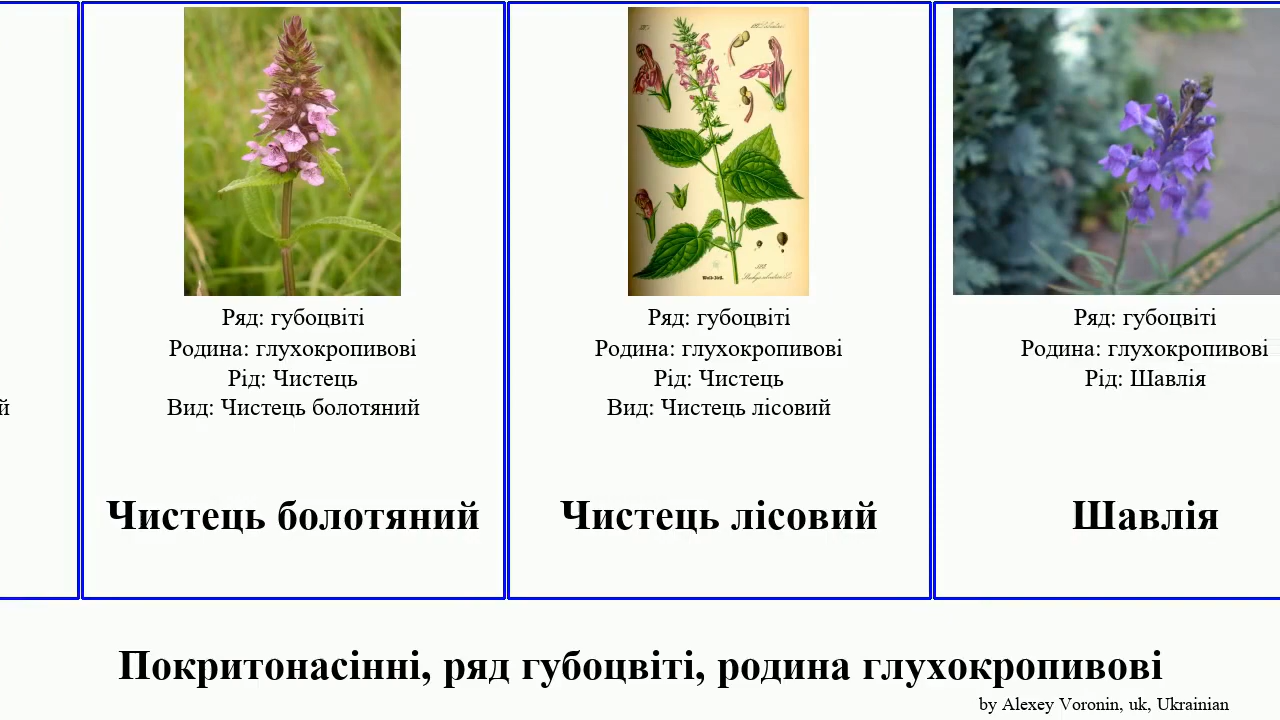 й
Ряд: губоцвіті
Родина: глухокропивові
Рід: Чистець
Вид: Чистець болотяний
Чистець болотяний
Ряд: губоцвіті
Родина: глухокропивові
Рід: Чистець
Вид: Чистець лісовий
Чистець лісовий
Ряд: губоцвіті
Родина: глухокропивові
Рід: Шавлія
Шавлія
Покритонасінні, ряд губоцвіті, родина глухокропивові
by Alexey Voronin, uk, Ukrainian